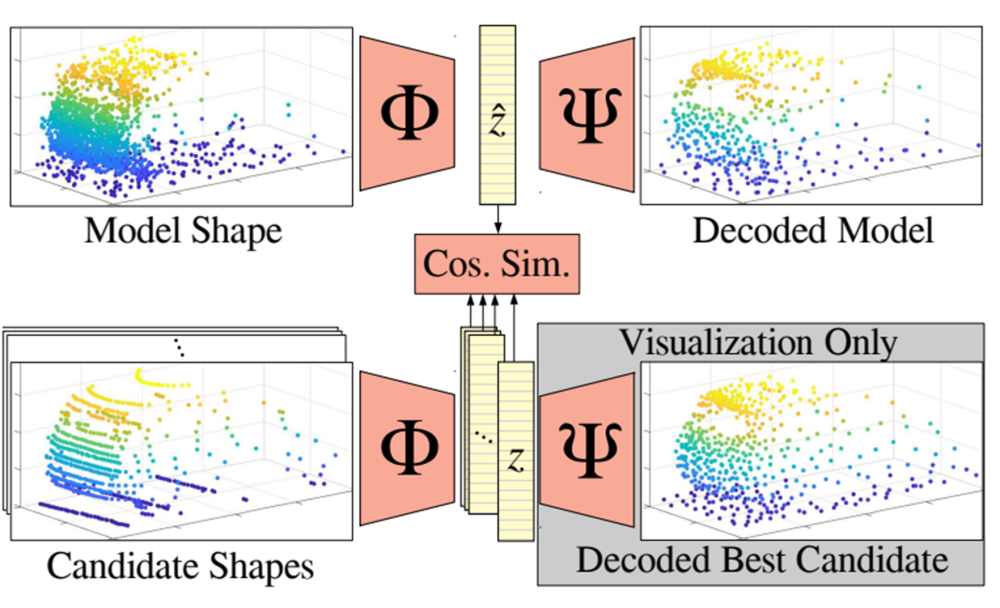 Φ
ẑ
Ψ
Model Shape
Decoded Model
Cos. Sim.
Visualization Only
Φ
z
Ψ
Candidate Shapes
Decoded Best Candidate